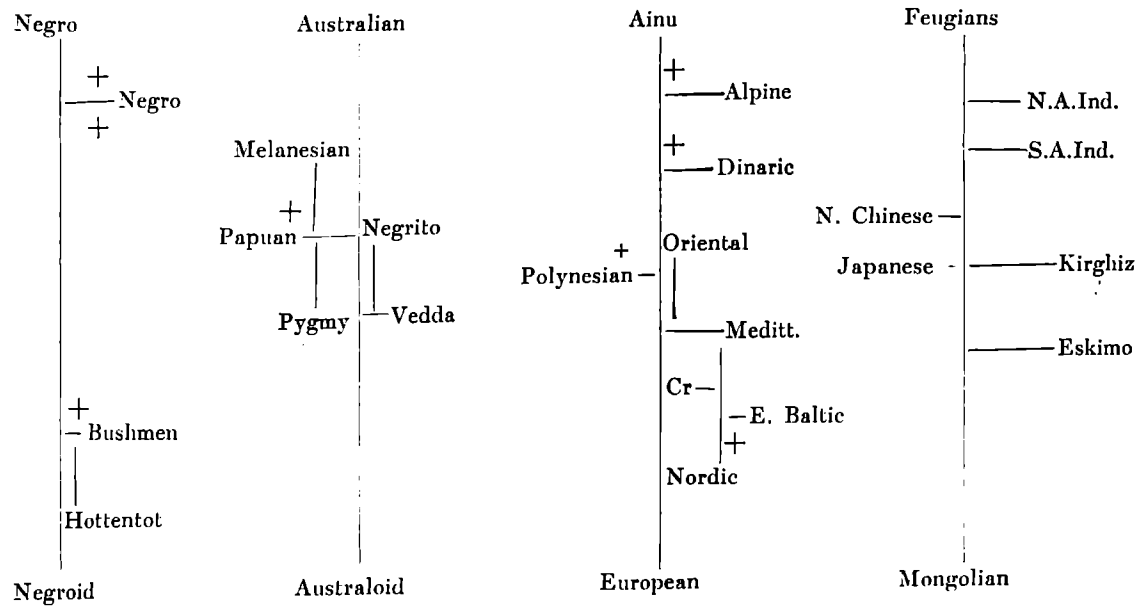 Negro
Australian
Ainu
Feugians
Negro
Melanesian
Papuan
Negrito
Pygmy
Vedda
Bushmen
Hottentot
Alpine
Dinaric
Oriental
Polynesian
Meditt.
Cr
E. Baltic
Nordic
N.A.Ind.
S.A.Ind.
N. Chinese
Japanese
Kirghiz
Eskimo
Negroid
Australoid
European
Mongolian